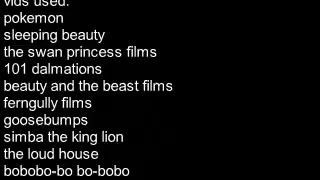 vids used:
pokemon
sleeping beauty
the swan princess films
101 dalmations
beauty and the beast films
ferngully films
goosebumps
simba the king lion
the loud house
bobobo-bo bo-bobo